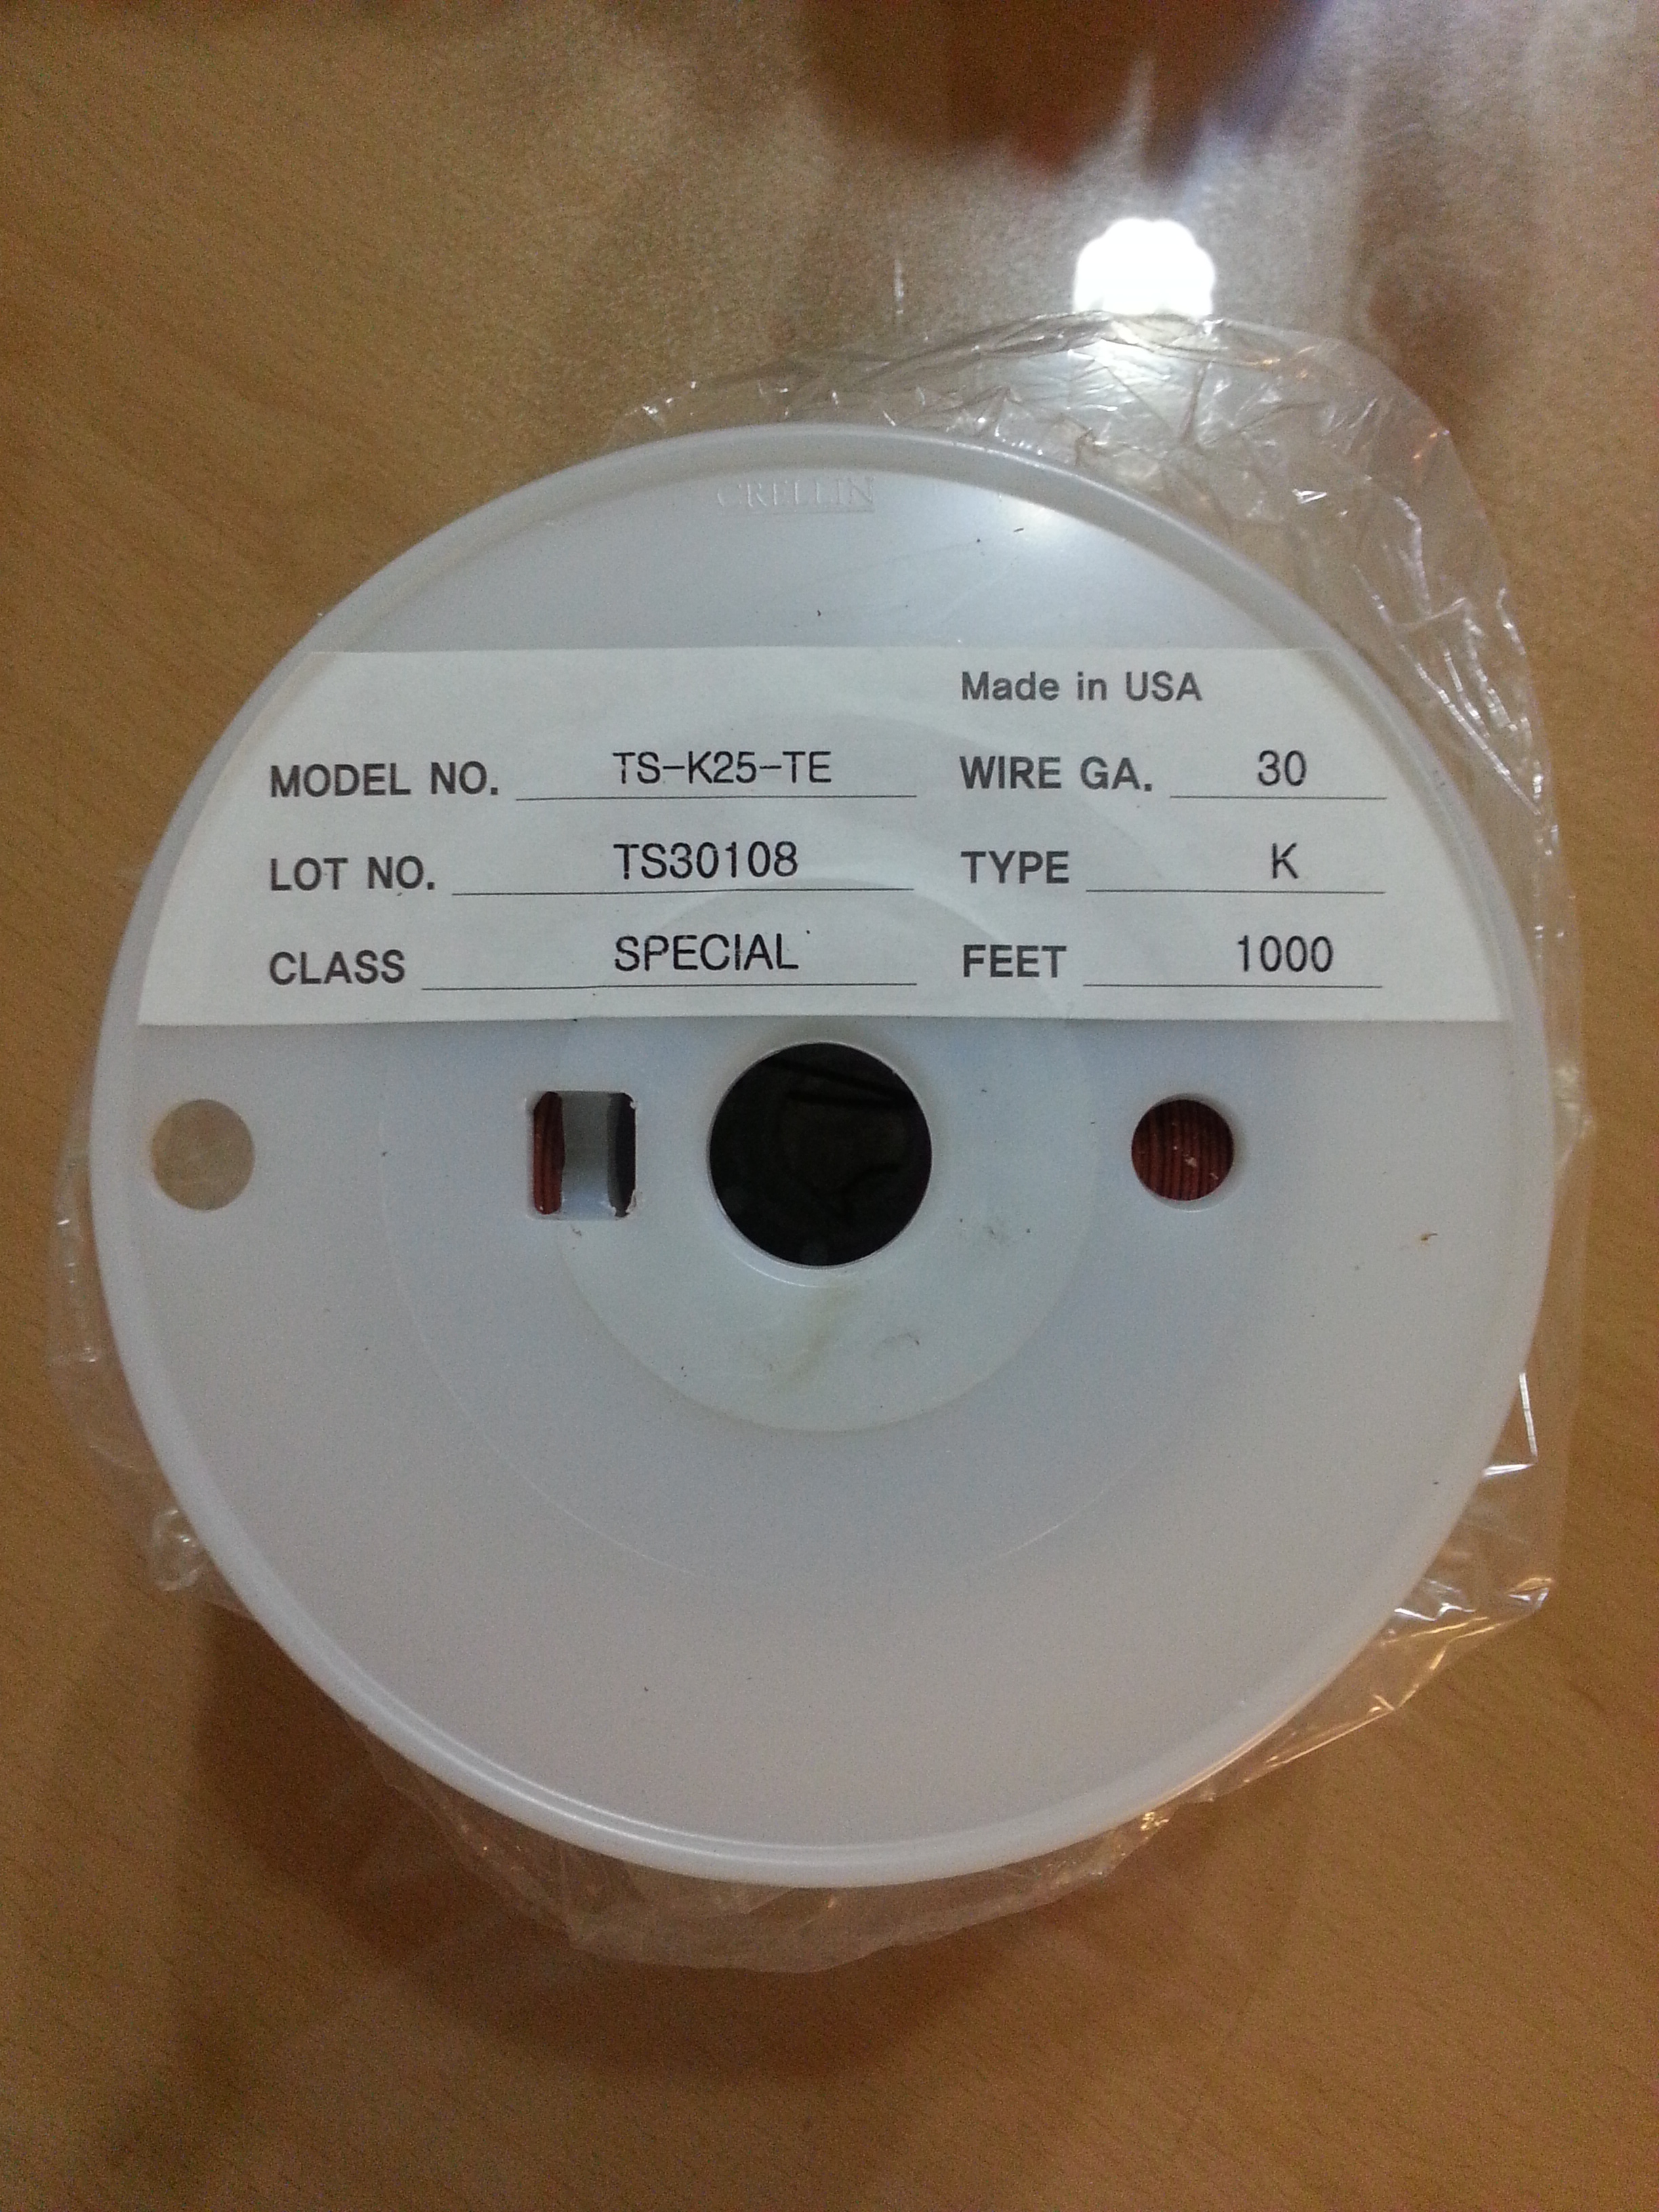 CRELLIN
Made in USA
MODEL NO. TS-K25-TE WIRE GA. 30
LOT NO. TS30108 TYPE K
CLASS SPECIAL FEET 1000